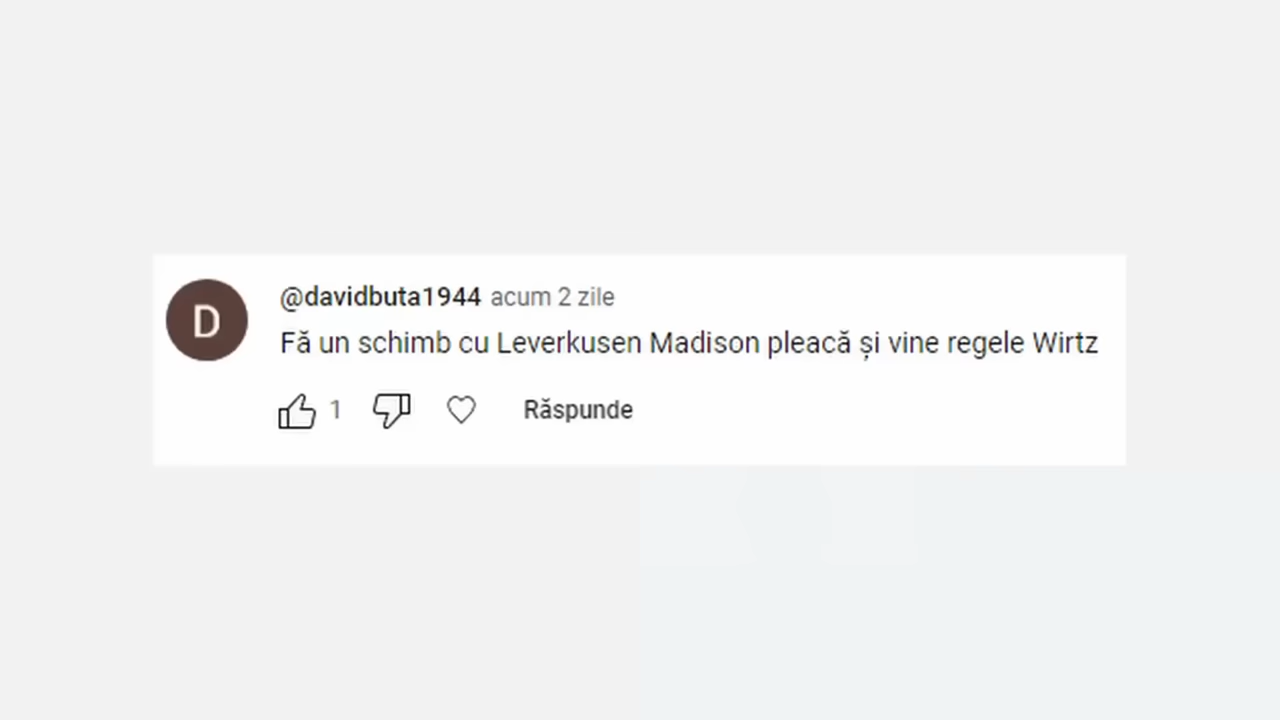 D
@davidbuta1944 acum 2 zile
Fă un schimb cu Leverkusen Madison pleacă și vine regele Wirtz
1 Răspunde